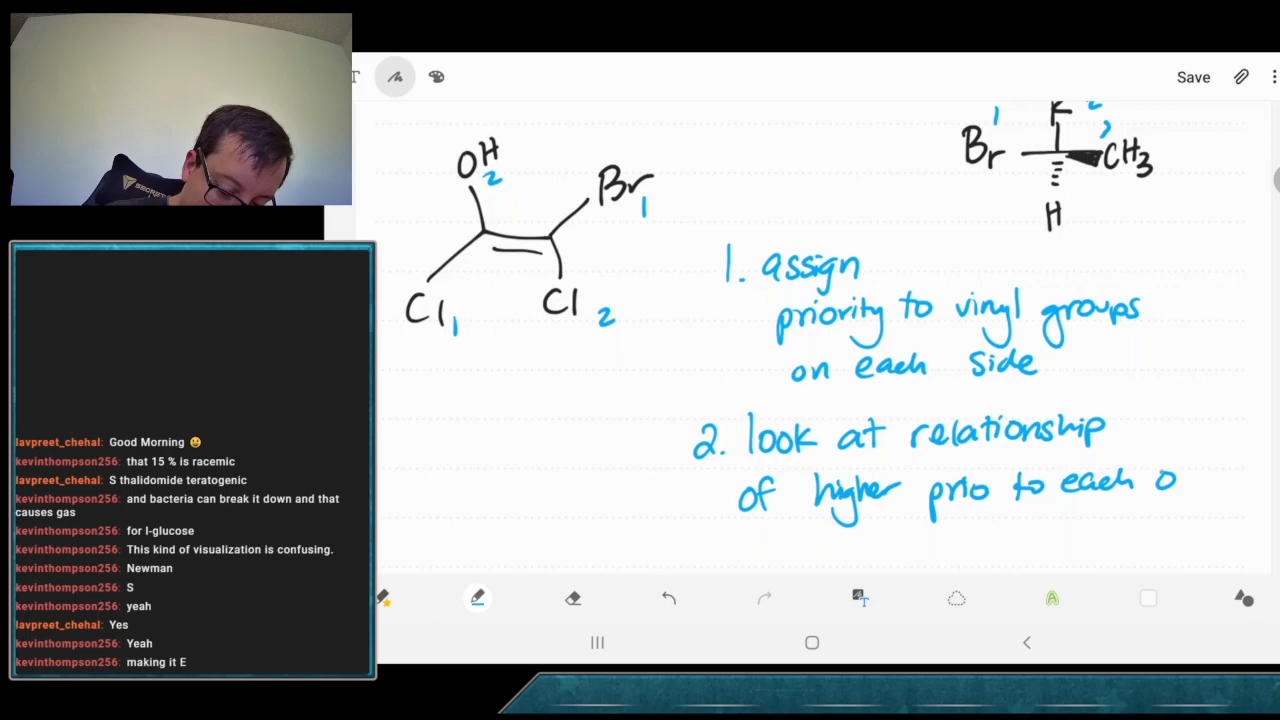 Save
OH
2
Br
1
Cl
1
Cl
2
1
2
Br
CH3
H
1. assign
priority to vinyl groups
on each side
2. look at relationship
of higher prio to each o
lavpreet_chehal: Good Morning 😃
kevinthompson256: that 15 % is racemic
lavpreet_chehal: S thalidomide teratogenic
kevinthompson256: and bacteria can break it down and that
causes gas
kevinthompson256: for l-glucose
kevinthompson256: This kind of visualization is confusing.
kevinthompson256: Newman
kevinthompson256: S
kevinthompson256: yeah
lavpreet_chehal: Yes
kevinthompson256: Yeah
kevinthompson256: making it E